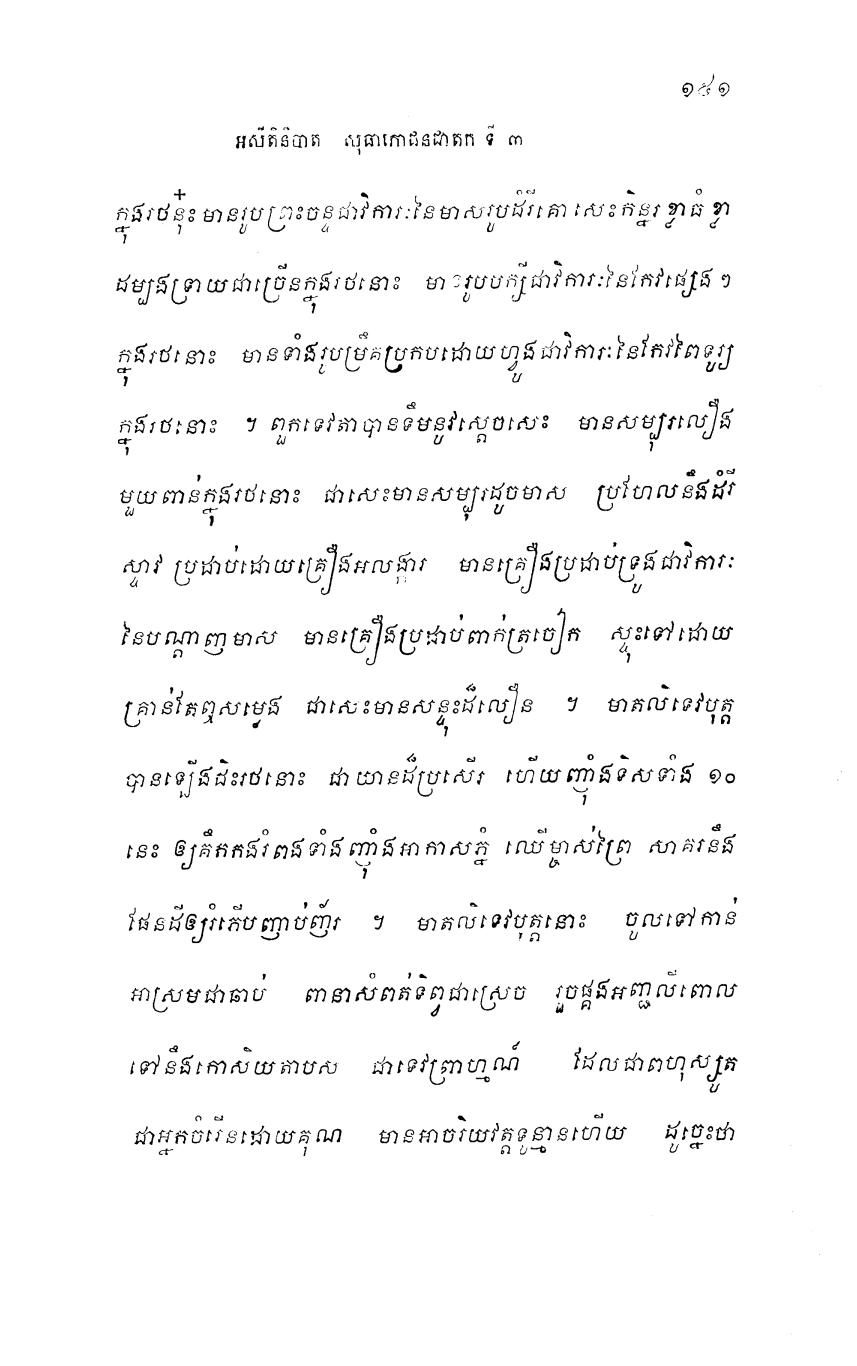 ១៥១
អសីតិនិបាត សុធាភោជនជាតក ទី ៣
ក្នុងរថនុ៎ះ មានរូបព្រះចន្ទជាវិការៈនៃមាសរូបដំរីគោ សេះកិន្នរ ខ្លាធំ ខ្លា
ដម្បងទ្រាយជាច្រើនក្នុងរថនោះ មានរូបបក្សីជាវិការៈនៃកែវផ្សេង ៗ
ក្នុងរថនោះ មានទាំងរូបម្រឹគប្រកបដោយហ្វូងជាវិការៈនៃកែវពៃទូរ្យ
ក្នុងរថនោះ ។ ពួកទេវតាបានទឹមនូវស្តេចសេះ មានសម្បុរលឿង
មួយពាន់ក្នុងរថនោះ ជាសេះមានសម្បុរដូចមាស ប្រហែលនឹងដំរី
ស្ទាវ ប្រដាប់ដោយគ្រឿងអលង្ការ មានគ្រឿងប្រដាប់ទ្រូងជាវិការៈ
នៃបណ្តាញមាស មានគ្រឿងប្រដាប់ពាក់ត្រចៀក ស្ទុះទៅដោយ
គ្រាន់តែឮសម្លេង ជាសេះមានសន្ទុះដ៏លឿន ។ មាតលិទេវបុត្ត
បានឡើងជិះរថនោះ ជាយានដ៏ប្រសើរ ហើយញុំាងទិសទាំង ១០
នេះ ឲ្យគឹកកងរំពងទាំងញុំាងអាកាសភ្នំ ឈើម្ចាស់ព្រៃ សាគរនឹង
ផែនដីឲ្យរំភើបញាប់ញ័រ ។ មាតលិទេវបុត្តនោះ ចូលទៅកាន់
អាស្រមជាឆាប់ ពានាសំពត់ទិព្វជាស្រេច រួចផ្គងអញ្ជលីពោល
ទៅនឹងកោសិយតាបស ជាទេវព្រាហ្មណ៍ ដែលជាពហុស្សូត
ជាអ្នកចំរើនដោយគុណ មានអាចរិយវត្តទូន្មានហើយ ដូច្នេះថា